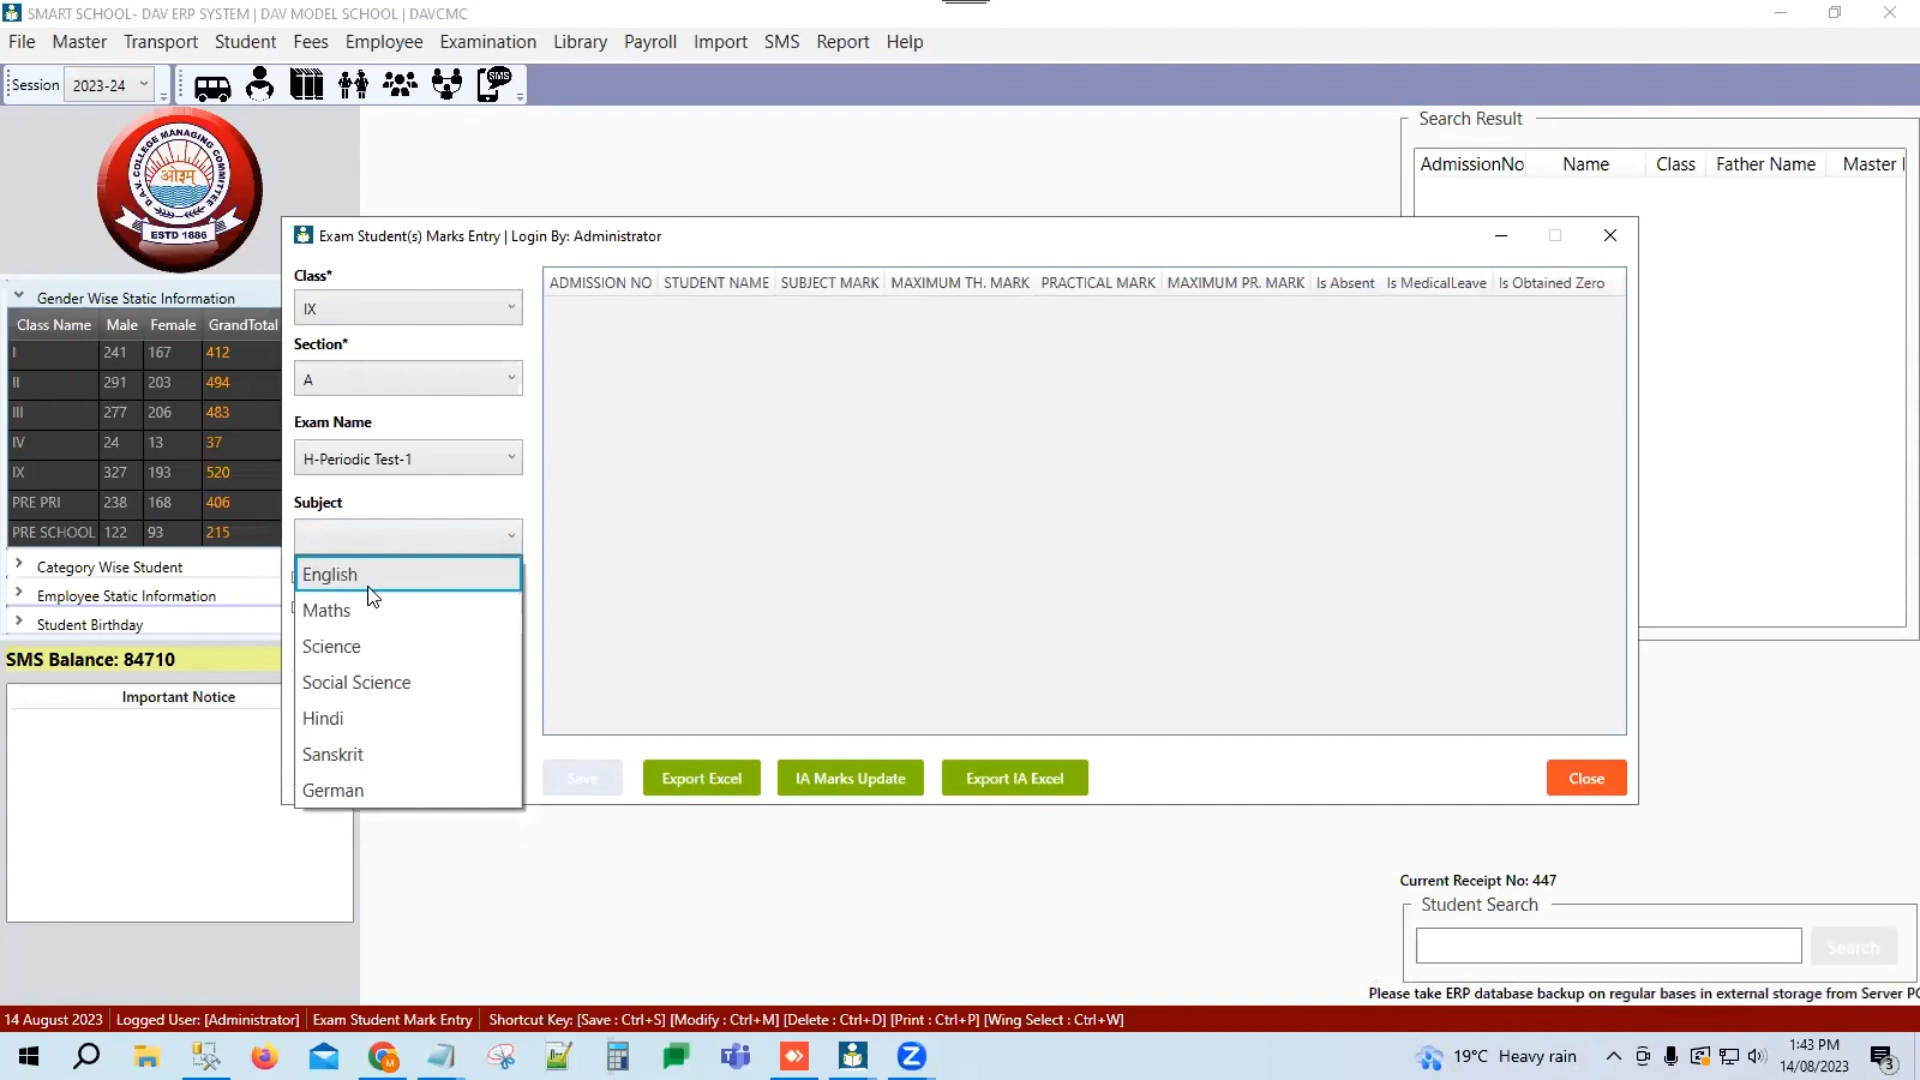 SMART SCHOOL- DAV ERP SYSTEM | DAV MODEL SCHOOL | DAVCMC
File Master Transport Student Fees Employee Examination Library Payroll Import SMS Report Help
Session 2023-24
SMS
D.A.V. COLLEGE MANAGING COMMITTEE
ओ३म्
ESTD 1886
Gender Wise Static Information
Class Name Male Female GrandTotal
I 241 167 412
II 291 203 494
III 277 206 483
IV 24 13 37
IX 327 193 520
PRE PRI 238 168 406
PRE SCHOOL 122 93 215
Category Wise Student
Employee Static Information
Student Birthday
SMS Balance: 84710
Important Notice
Exam Student(s) Marks Entry | Login By: Administrator
Class*
IX
Section*
A
Exam Name
H-Periodic Test-1
Subject
English
Maths
Science
Social Science
Hindi
Sanskrit
German
ADMISSION NO STUDENT NAME SUBJECT MARK MAXIMUM TH. MARK PRACTICAL MARK MAXIMUM PR. MARK Is Absent Is MedicalLeave Is Obtained Zero
Save Export Excel IA Marks Update Export IA Excel Close
Search Result
AdmissionNo Name Class Father Name Master
Current Receipt No: 447
Student Search
Search
Please take ERP database backup on regular bases in external storage from Server PC
14 August 2023 Logged User: [Administrator] Exam Student Mark Entry Shortcut Key: [Save : Ctrl+S] [Modify : Ctrl+M] [Delete : Ctrl+D] [Print : Ctrl+P] [Wing Select : Ctrl+W]
19°C Heavy rain
1:43 PM
14/08/2023
3